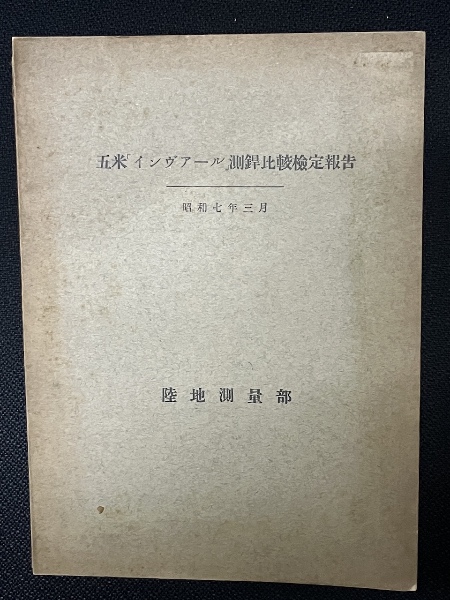 五米「インヴアール」測鋅比較檢定報告
昭和七年三月
陸地測量部